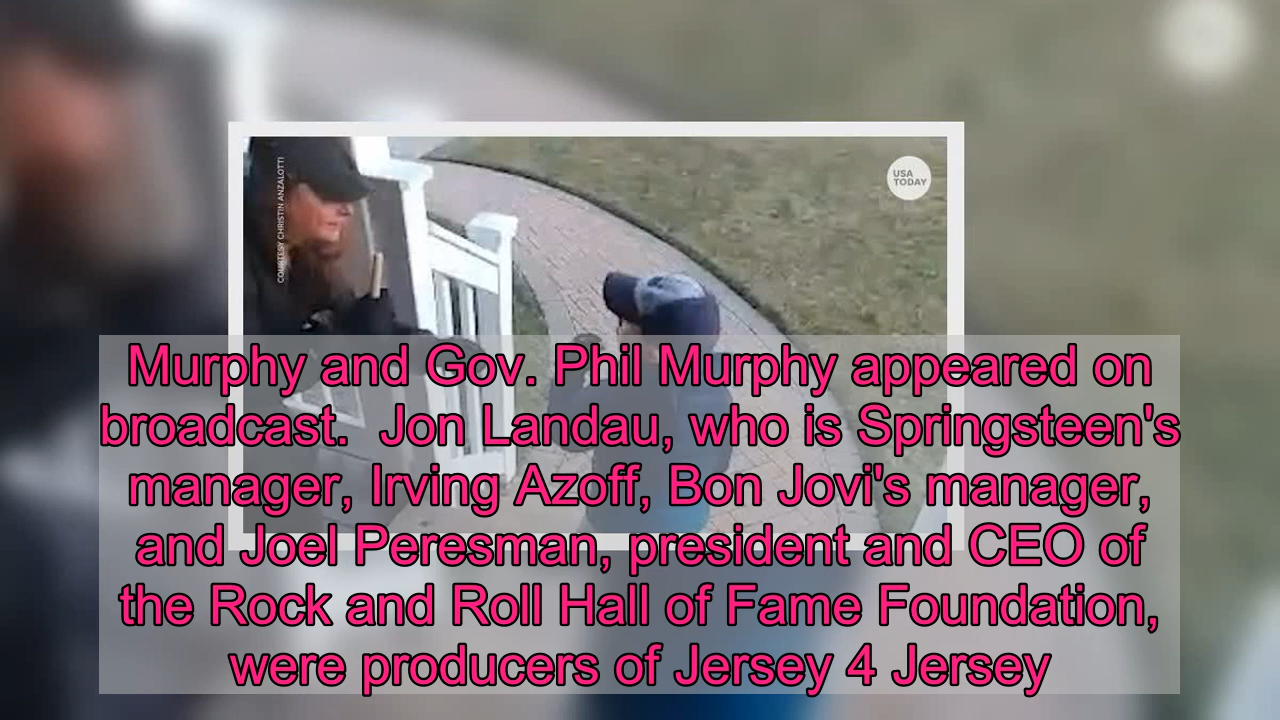 COURTESY CHRISTIN ANZALOTTI
USA
TODAY
Murphy and Gov. Phil Murphy appeared on
broadcast.  Jon Landau, who is Springsteen's
manager, Irving Azoff, Bon Jovi's manager,
and Joel Peresman, president and CEO of
the Rock and Roll Hall of Fame Foundation,
were producers of Jersey 4 Jersey